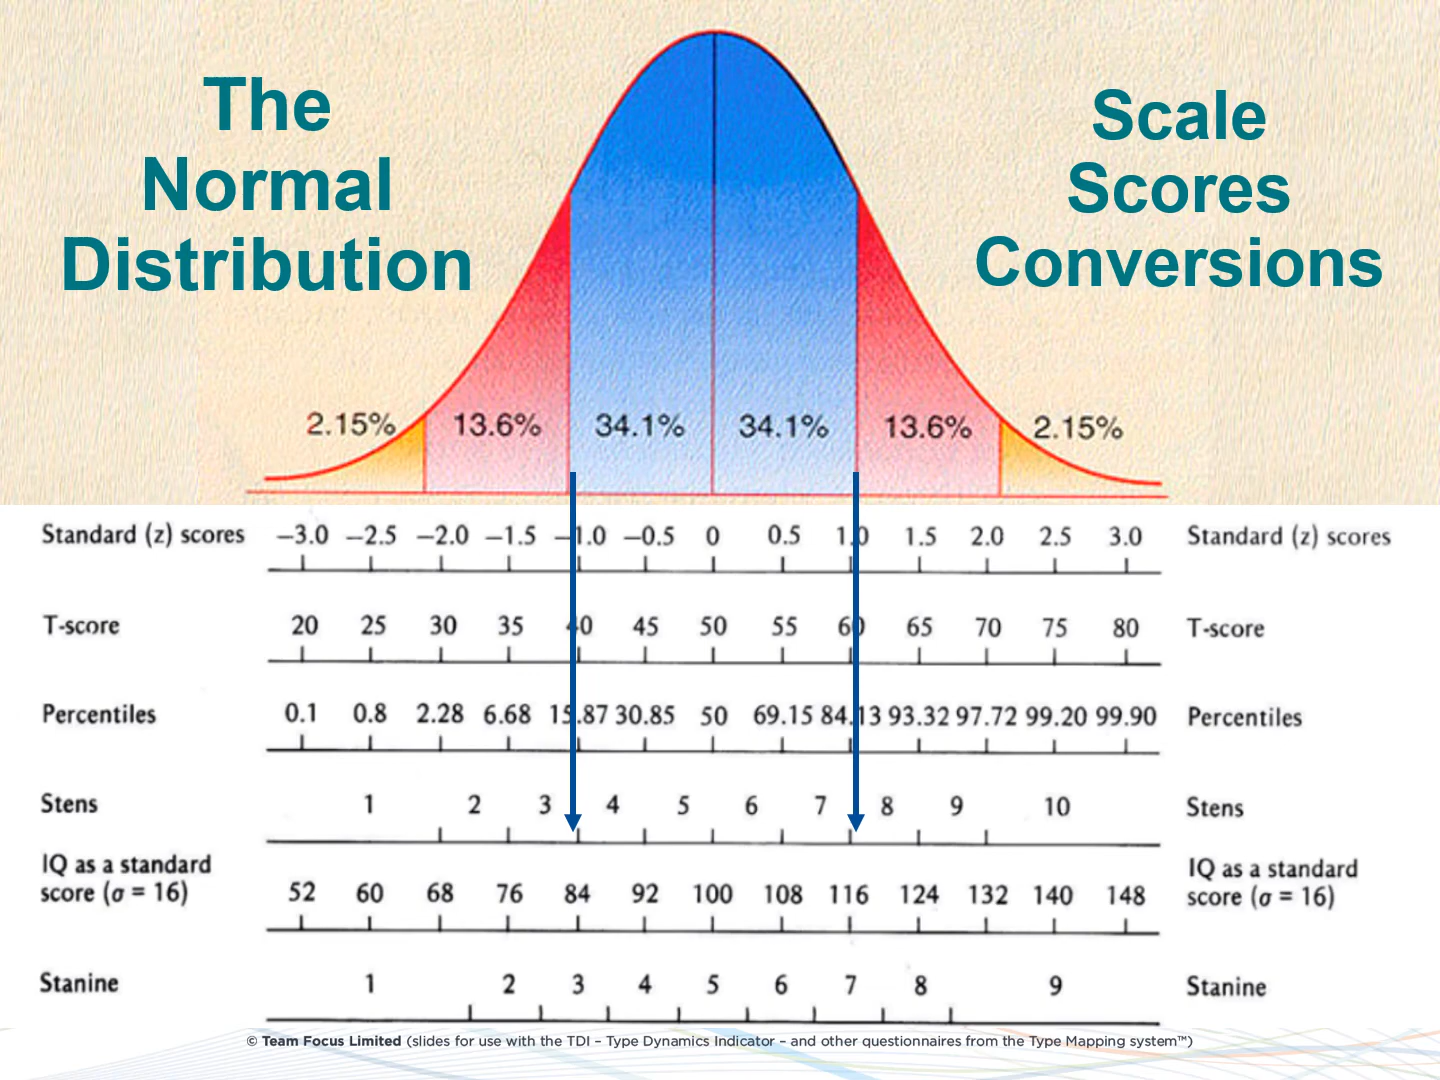 The
Normal
Distribution
Scale
Scores
Conversions
2.15% 13.6% 34.1% 34.1% 13.6% 2.15%
Standard (z) scores −3.0 −2.5 −2.0 −1.5 −1.0 −0.5 0 0.5 1.0 1.5 2.0 2.5 3.0 Standard (z) scores
T-score 20 25 30 35 40 45 50 55 60 65 70 75 80 T-score
Percentiles 0.1 0.8 2.28 6.68 15.87 30.85 50 69.15 84.13 93.32 97.72 99.20 99.90 Percentiles
Stens 1 2 3 4 5 6 7 8 9 10 Stens
IQ as a standard IQ as a standard
score (σ = 16) 52 60 68 76 84 92 100 108 116 124 132 140 148 score (σ = 16)
Stanine 1 2 3 4 5 6 7 8 9 Stanine
© Team Focus Limited (slides for use with the TDI – Type Dynamics Indicator – and other questionnaires from the Type Mapping system™)